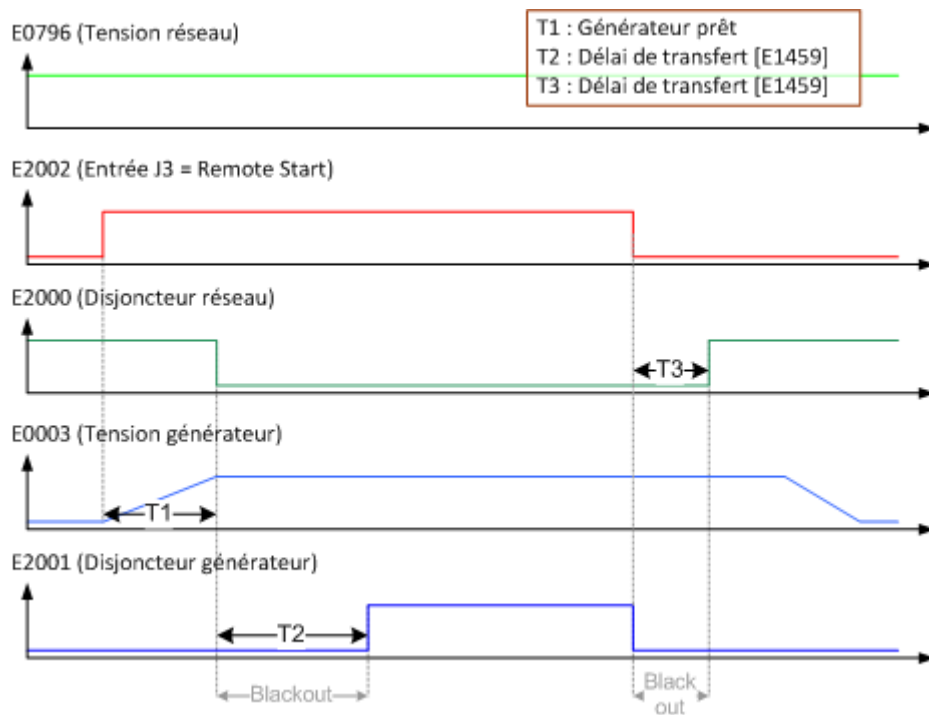 E0796 (Tension réseau)
T1 : Générateur prêt
T2 : Délai de transfert [E1459]
T3 : Délai de transfert [E1459]
E2002 (Entrée J3 = Remote Start)
E2000 (Disjoncteur réseau)
T3
E0003 (Tension générateur)
T1
E2001 (Disjoncteur générateur)
T2
Blackout
Black
out